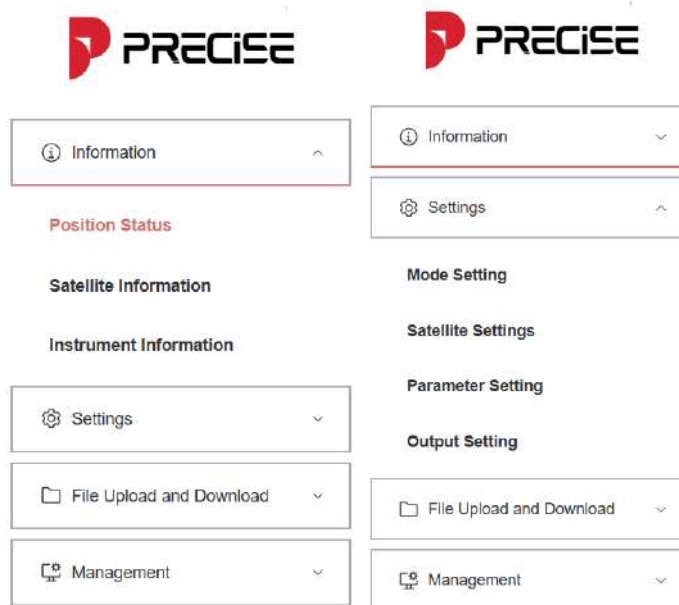 PRECiSE
Information
Position Status
Satellite Information
Instrument Information
Settings
File Upload and Download
Management
PRECiSE
Information
Settings
Mode Setting
Satellite Settings
Parameter Setting
Output Setting
File Upload and Download
Management